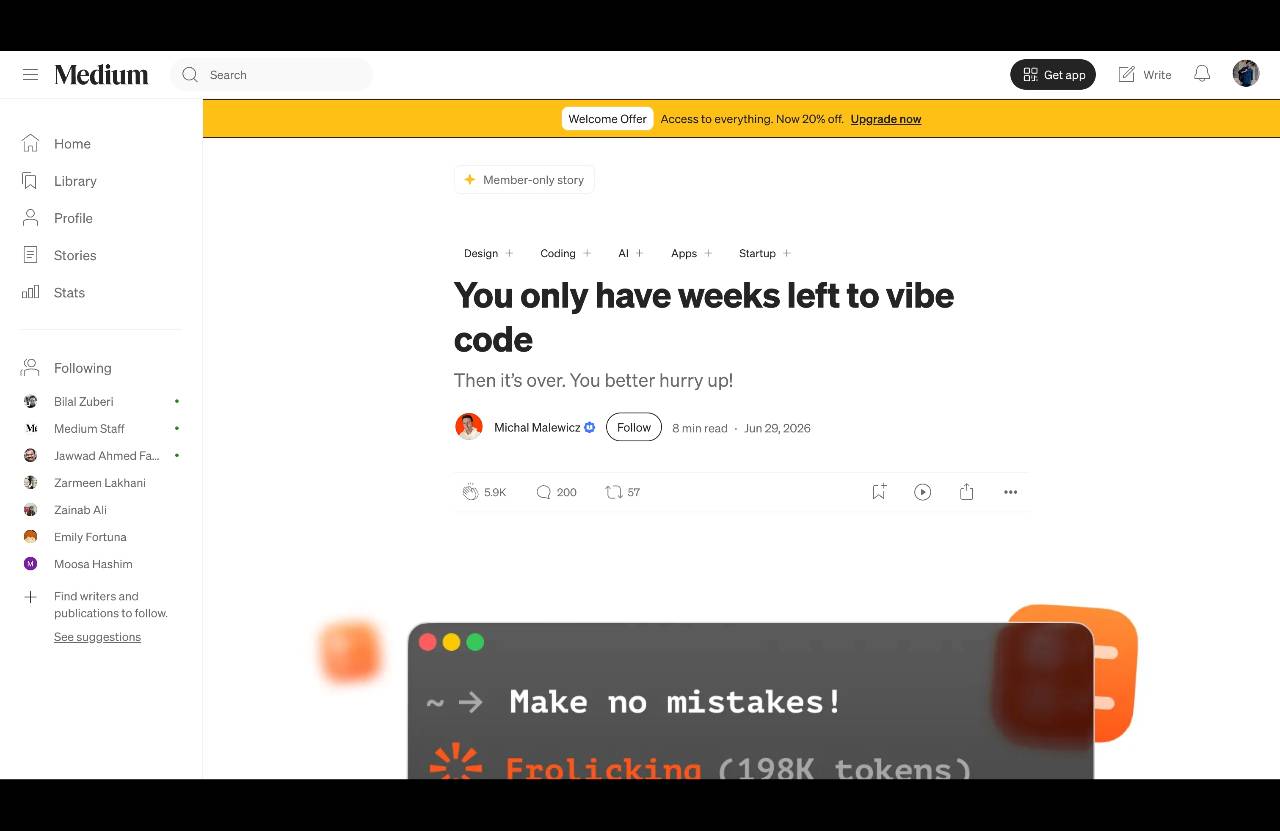 Medium
Search
Get app
Write
Welcome Offer Access to everything. Now 20% off. Upgrade now
Home
Library
Profile
Stories
Stats
Following
Bilal Zuberi
Medium Staff
Jawwad Ahmed Fa...
Zarmeen Lakhani
Zainab Ali
Emily Fortuna
M Moosa Hashim
Find writers and
publications to follow.
See suggestions
Member-only story
Design + Coding + AI + Apps + Startup +
You only have weeks left to vibe
code
Then it's over. You better hurry up!
Michal Malewicz Follow 8 min read · Jun 29, 2026
5.9K 200 57
~ → Make no mistakes!
Frolicking (198K tokens)